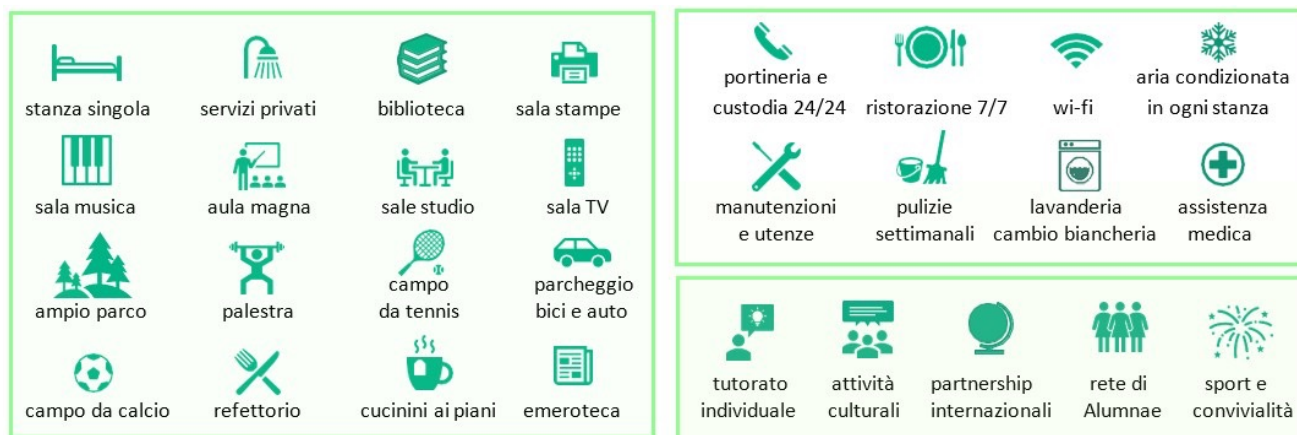 stanza singola
servizi privati
biblioteca
sala stampe
sala musica
aula magna
sale studio
sala TV
ampio parco
palestra
campo
da tennis
parcheggio
bici e auto
campo da calcio
refettorio
cucinini ai piani
emeroteca
portineria e
custodia 24/24
ristorazione 7/7
wi-fi
aria condizionata
in ogni stanza
manutenzioni
e utenze
pulizie
settimanali
lavanderia
cambio biancheria
assistenza
medica
tutorato
individuale
attività
culturali
partnership
internazionali
rete di
Alumnae
sport e
convivialità